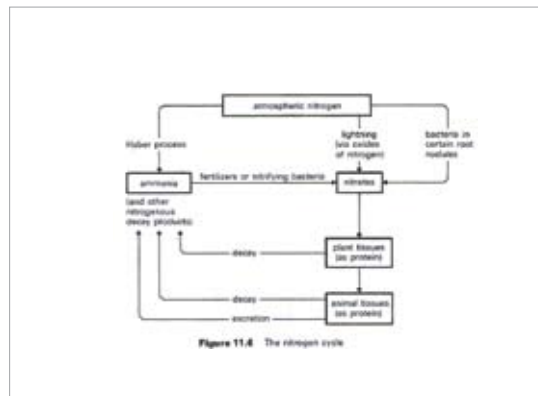 atmospheric nitrogen
Haber process
lightning
(via oxides
of nitrogen)
bacteria in
certain root
nodules
ammonia
fertilizers or nitrifying bacteria
nitrates
(and other
nitrogenous
decay products)
decay
plant tissues
(as protein)
decay
animal tissues
(as protein)
excretion
Figure 11.4 The nitrogen cycle